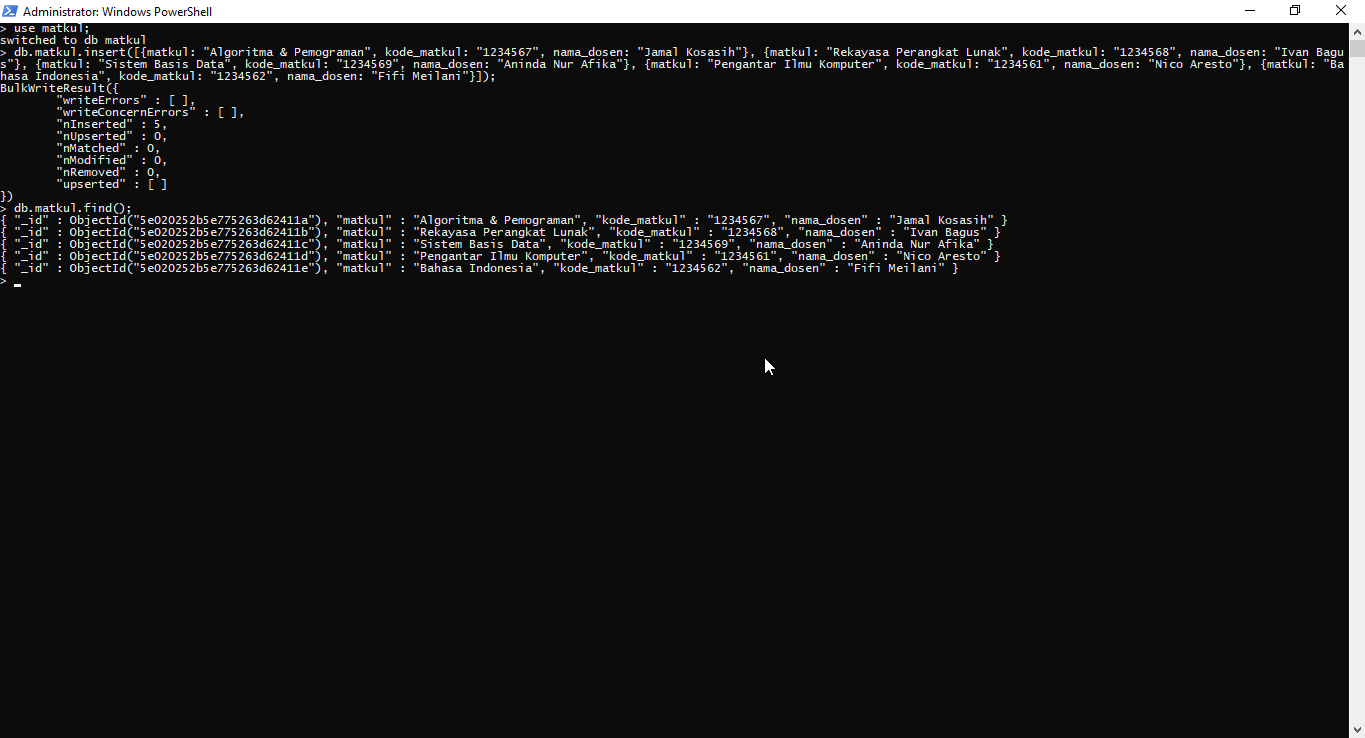 Administrator: Windows PowerShell
> use matkul;
switched to db matkul
> db.matkul.insert([{matkul: "Algoritma & Pemograman", kode_matkul: "1234567", nama_dosen: "Jamal Kosasih"}, {matkul: "Rekayasa Perangkat Lunak", kode_matkul: "1234568", nama_dosen: "Ivan Bagu
s"}, {matkul: "Sistem Basis Data", kode_matkul: "1234569", nama_dosen: "Aninda Nur Afika"}, {matkul: "Pengantar Ilmu Komputer", kode_matkul: "1234561", nama_dosen: "Nico Aresto"}, {matkul: "Ba
hasa Indonesia", kode_matkul: "1234562", nama_dosen: "Fifi Meilani"}]);
BulkWriteResult({
        "writeErrors" : [ ],
        "writeConcernErrors" : [ ],
        "nInserted" : 5,
        "nUpserted" : 0,
        "nMatched" : 0,
        "nModified" : 0,
        "nRemoved" : 0,
        "upserted" : [ ]
})
> db.matkul.find();
{ "_id" : ObjectId("5e020252b5e775263d62411a"), "matkul" : "Algoritma & Pemograman", "kode_matkul" : "1234567", "nama_dosen" : "Jamal Kosasih" }
{ "_id" : ObjectId("5e020252b5e775263d62411b"), "matkul" : "Rekayasa Perangkat Lunak", "kode_matkul" : "1234568", "nama_dosen" : "Ivan Bagus" }
{ "_id" : ObjectId("5e020252b5e775263d62411c"), "matkul" : "Sistem Basis Data", "kode_matkul" : "1234569", "nama_dosen" : "Aninda Nur Afika" }
{ "_id" : ObjectId("5e020252b5e775263d62411d"), "matkul" : "Pengantar Ilmu Komputer", "kode_matkul" : "1234561", "nama_dosen" : "Nico Aresto" }
{ "_id" : ObjectId("5e020252b5e775263d62411e"), "matkul" : "Bahasa Indonesia", "kode_matkul" : "1234562", "nama_dosen" : "Fifi Meilani" }
>